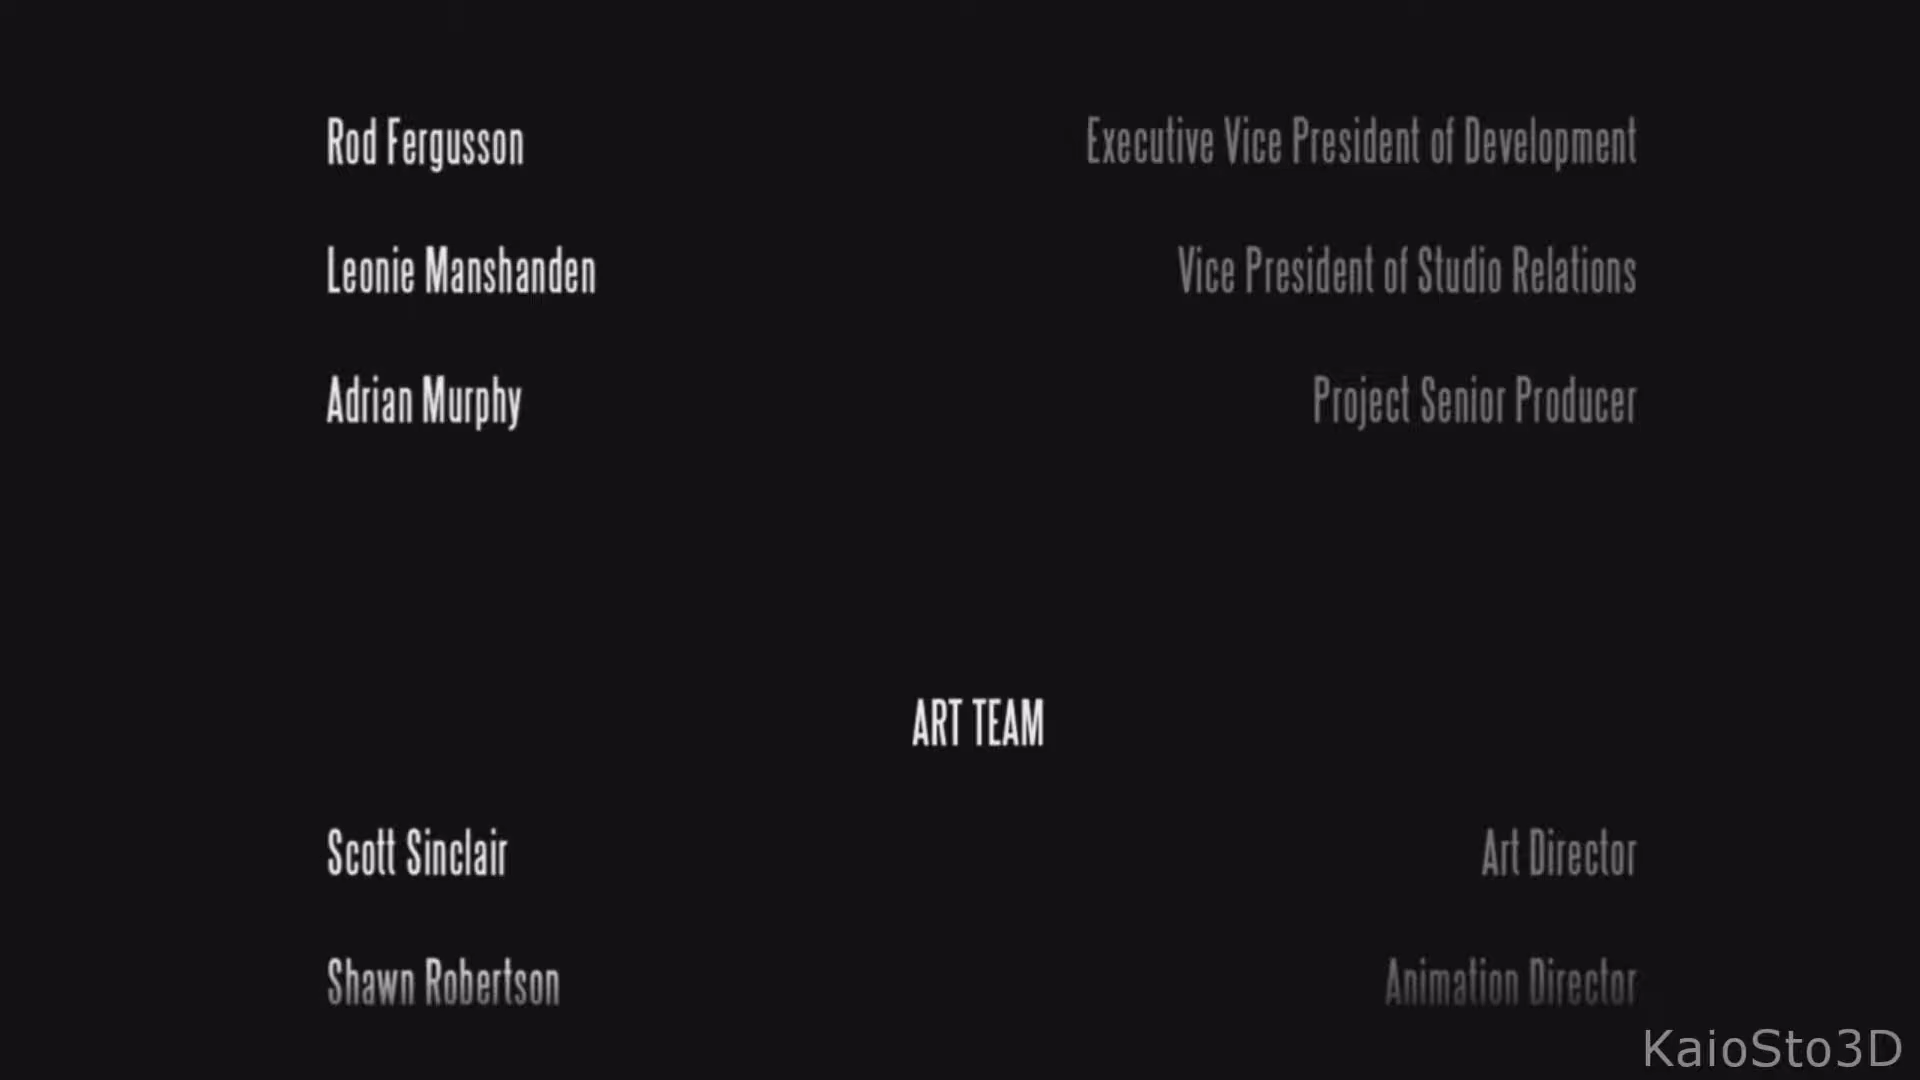 Rod Fergusson Executive Vice President of Development
Leonie Manshanden Vice President of Studio Relations
Adrian Murphy Project Senior Producer
ART TEAM
Scott Sinclair Art Director
Shawn Robertson Animation Director
KaioSto3D